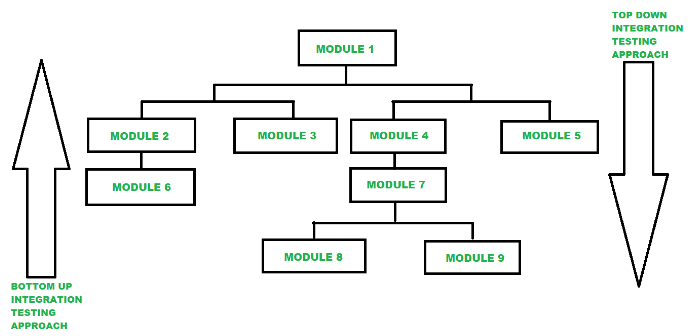 TOP DOWN
INTEGRATION
TESTING
APPROACH
MODULE 1
MODULE 2
MODULE 3
MODULE 4
MODULE 5
MODULE 6
MODULE 7
MODULE 8
MODULE 9
BOTTOM UP
INTEGRATION
TESTING
APPROACH